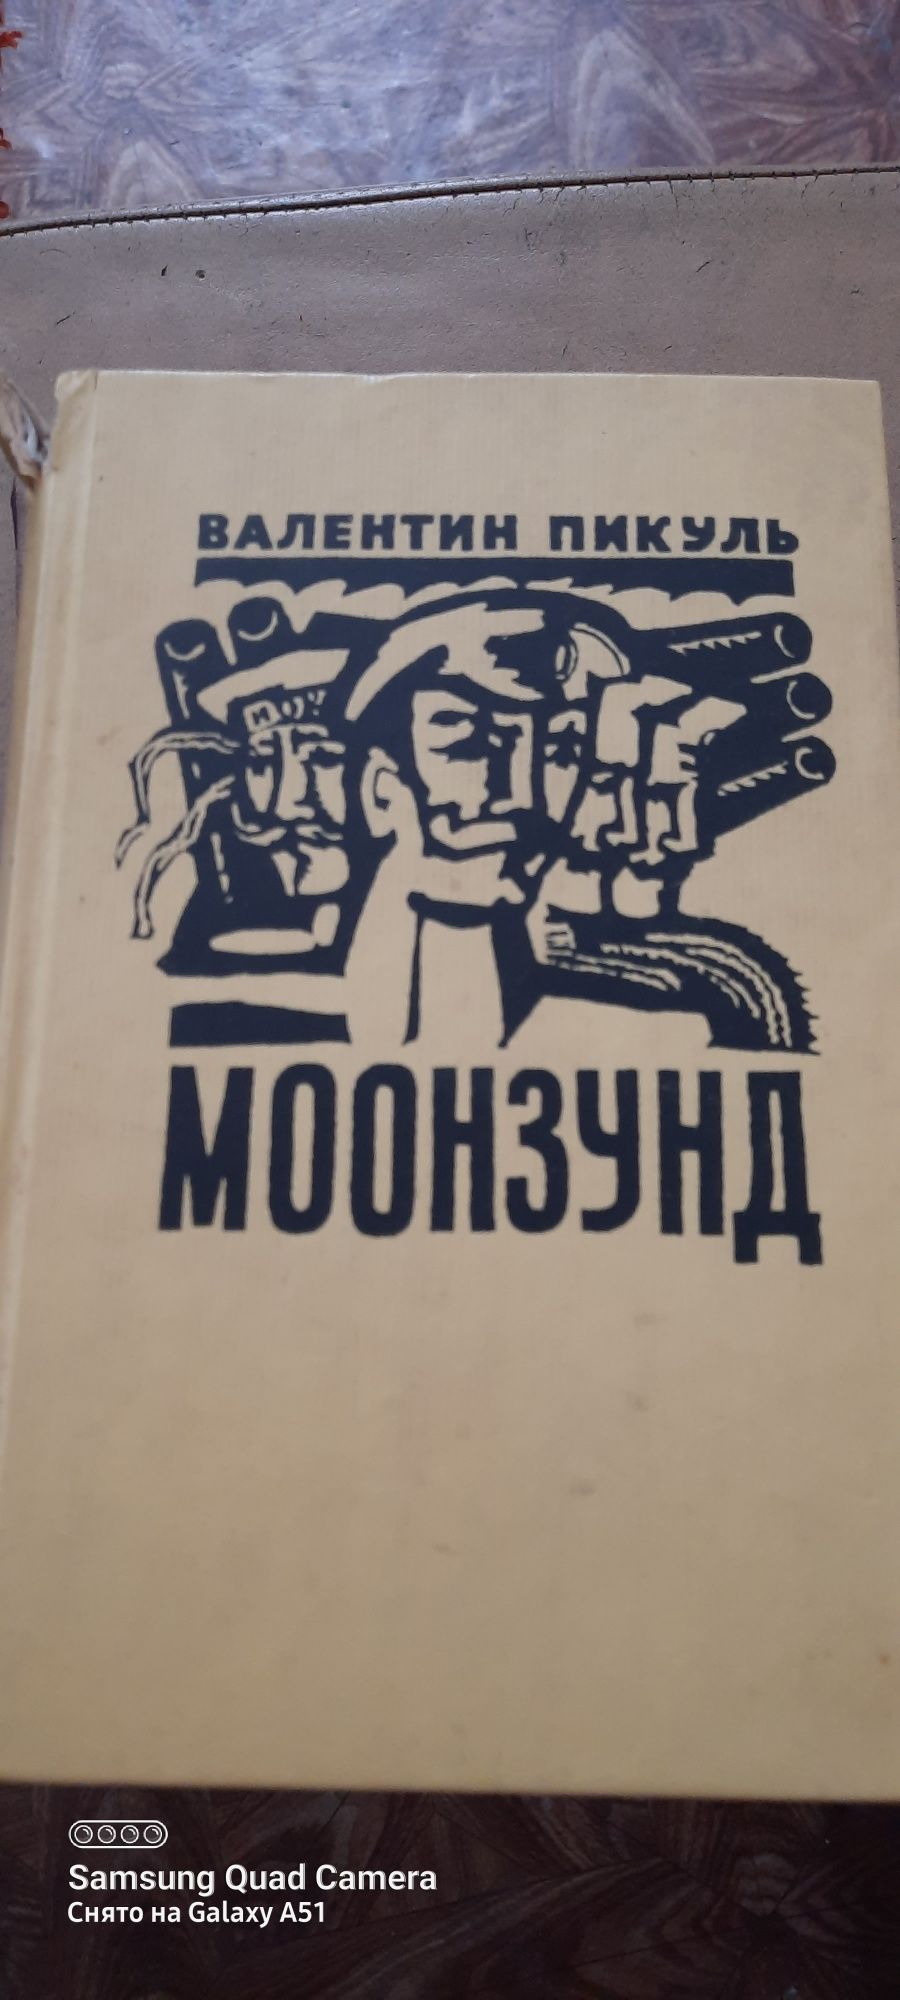 ВАЛЕНТИН ПИКУЛЬ
МООНЗУНД
Samsung Quad Camera
Снято на Galaxy A51